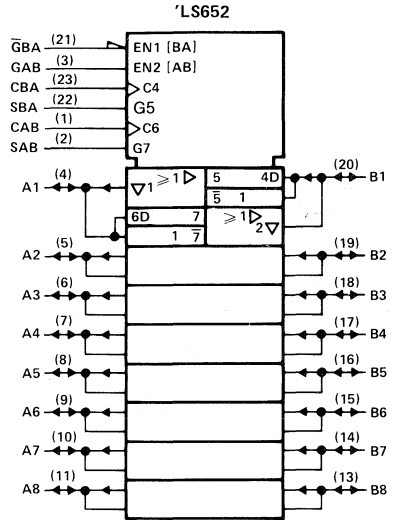 'LS652
G̅BA (21) EN1 [BA]
GAB (3) EN2 [AB]
CBA (23) C4
SBA (22) G5
CAB (1) C6
SAB (2) G7
A1 (4) ▽1 ⩾1 ▷ 5 4D (20) B1
5̅ 1
6D 7 ⩾1 ▷
1 7̅ 2▽
A2 (5) (19) B2
A3 (6) (18) B3
A4 (7) (17) B4
A5 (8) (16) B5
A6 (9) (15) B6
A7 (10) (14) B7
A8 (11) (13) B8